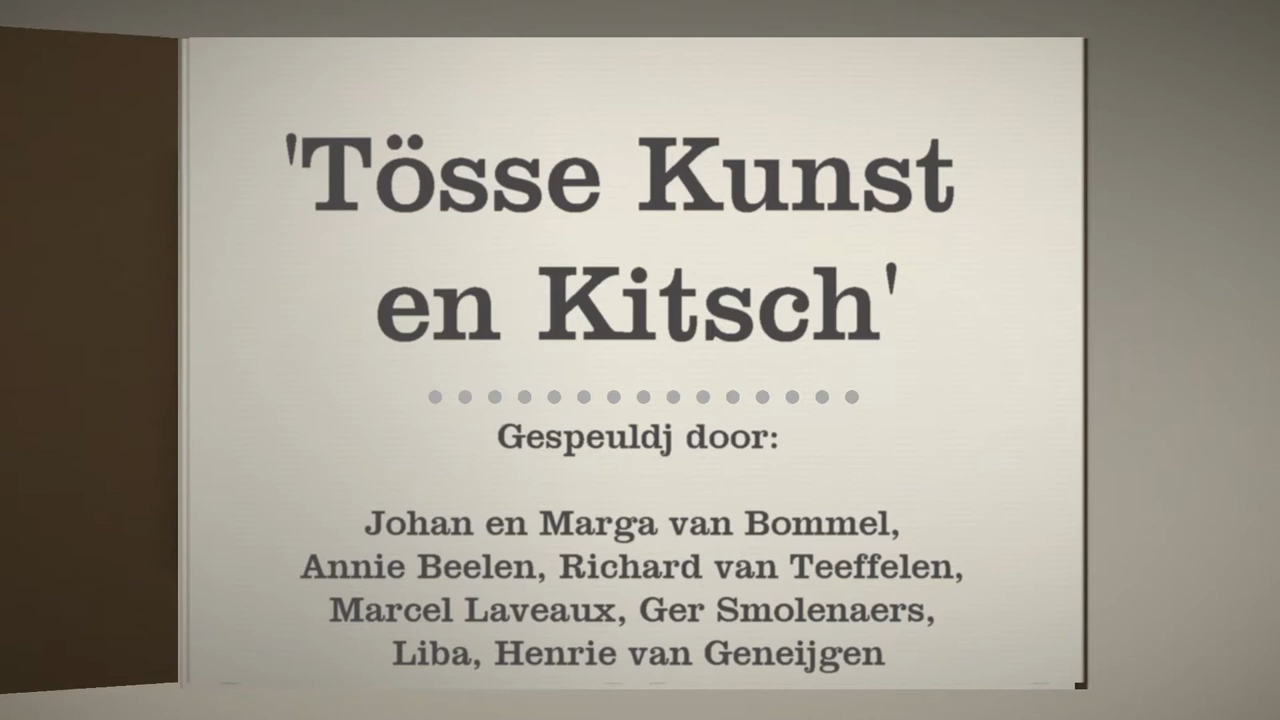 'Tösse Kunst
en Kitsch'
Gespeuldj door:
Johan en Marga van Bommel,
Annie Beelen, Richard van Teeffelen,
Marcel Laveaux, Ger Smolenaers,
Liba, Henrie van Geneijgen